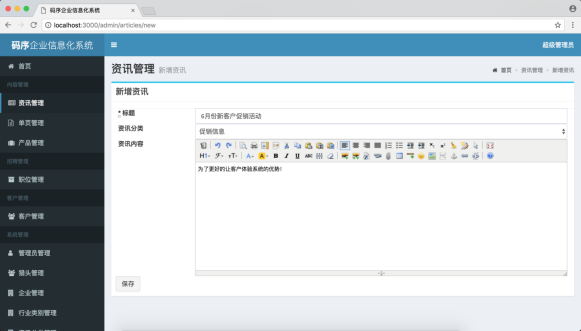 码序企业信息化系统
localhost:3000/admin/articles/new
码序企业信息化系统
超级管理员
首页
内容管理
资讯管理
单页管理
产品管理
招聘管理
职位管理
客户管理
客户管理
系统管理
管理员管理
猎头管理
企业管理
行业类别管理
资讯管理 新增资讯
首页 > 资讯管理 > 新增资讯
新增资讯
* 标题
6月份新客户促销活动
资讯分类
促销信息
资讯内容
为了更好的让客户体验系统的优势!
保存